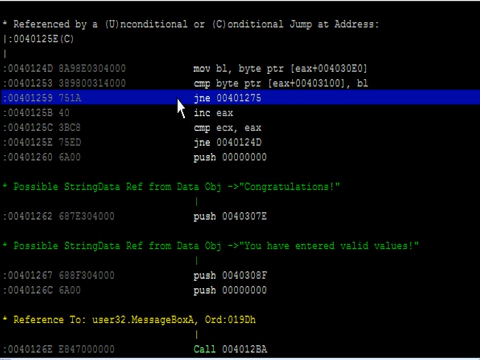 * Referenced by a (U)nconditional or (C)onditional Jump at Address:
|:0040125E(C)
|
:0040124D 8A98E0304000 mov bl, byte ptr [eax+004030E0]
:00401253 389800314000 cmp byte ptr [eax+00403100], bl
:00401259 751A jne 00401275
:0040125B 40 inc eax
:0040125C 3BC8 cmp ecx, eax
:0040125E 75ED jne 0040124D
:00401260 6A00 push 00000000
* Possible StringData Ref from Data Obj ->"Congratulations!"
|
:00401262 687E304000 push 0040307E
* Possible StringData Ref from Data Obj ->"You have entered valid values!"
|
:00401267 688F304000 push 0040308F
:0040126C 6A00 push 00000000
* Reference To: user32.MessageBoxA, Ord:019Dh
|
:0040126E E847000000 Call 004012BA